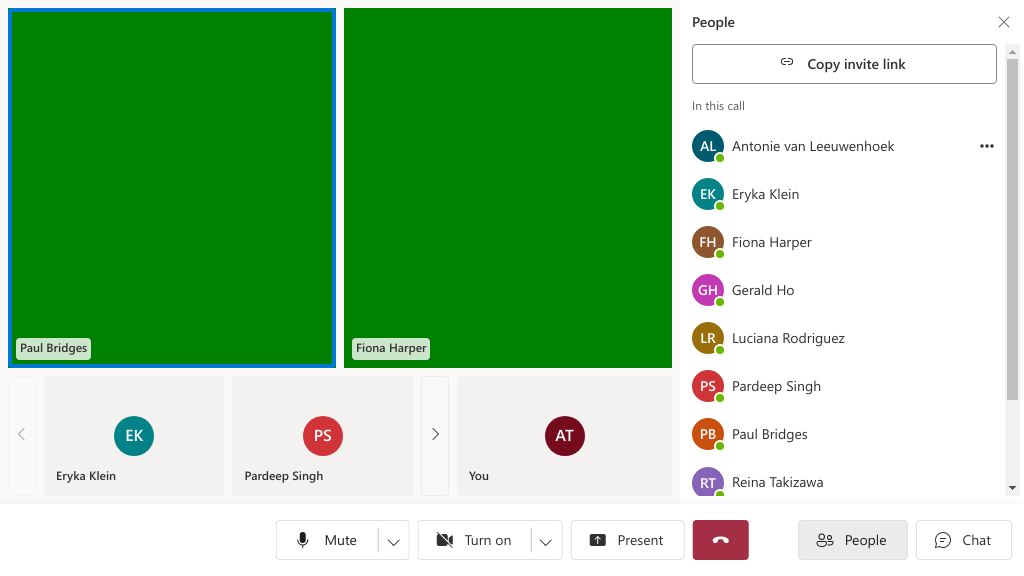 Paul Bridges
Fiona Harper
EK
Eryka Klein
PS
Pardeep Singh
AT
You
People
Copy invite link
In this call
AL Antonie van Leeuwenhoek
EK Eryka Klein
FH Fiona Harper
GH Gerald Ho
LR Luciana Rodriguez
PS Pardeep Singh
PB Paul Bridges
RT Reina Takizawa
Mute
Turn on
Present
People
Chat